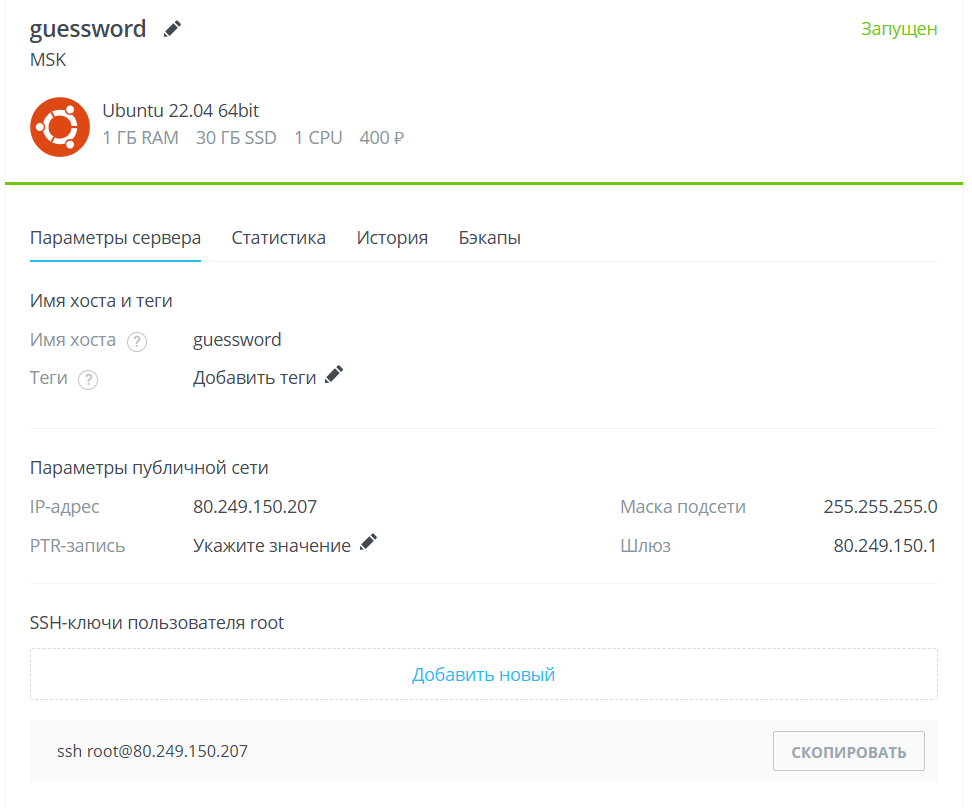 guessword
Запущен
MSK
Ubuntu 22.04 64bit
1 ГБ RAM 30 ГБ SSD 1 CPU 400 ₽
Параметры сервера Статистика История Бэкапы
Имя хоста и теги
Имя хоста ? guessword
Теги ? Добавить теги
Параметры публичной сети
IP-адрес 80.249.150.207 Маска подсети 255.255.255.0
PTR-запись Укажите значение Шлюз 80.249.150.1
SSH-ключи пользователя root
Добавить новый
ssh root@80.249.150.207 СКОПИРОВАТЬ